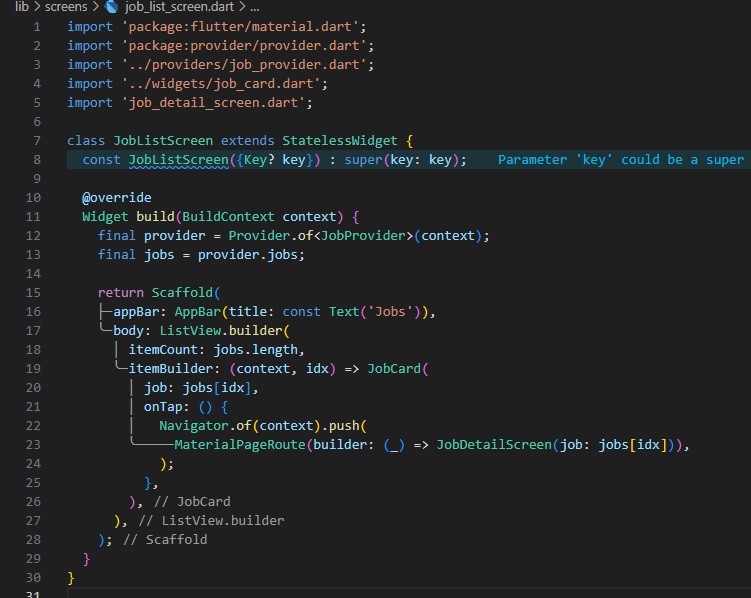 lib > screens > job_list_screen.dart > ...
1 import 'package:flutter/material.dart';
2 import 'package:provider/provider.dart';
3 import '../providers/job_provider.dart';
4 import '../widgets/job_card.dart';
5 import 'job_detail_screen.dart';
6
7 class JobListScreen extends StatelessWidget {
8   const JobListScreen({Key? key}) : super(key: key);    Parameter 'key' could be a super
9
10   @override
11   Widget build(BuildContext context) {
12     final provider = Provider.of<JobProvider>(context);
13     final jobs = provider.jobs;
14
15     return Scaffold(
16       appBar: AppBar(title: const Text('Jobs')),
17       body: ListView.builder(
18         itemCount: jobs.length,
19         itemBuilder: (context, idx) => JobCard(
20           job: jobs[idx],
21           onTap: () {
22             Navigator.of(context).push(
23               MaterialPageRoute(builder: (_) => JobDetailScreen(job: jobs[idx])),
24             );
25           },
26         ), // JobCard
27       ), // ListView.builder
28     ); // Scaffold
29   }
30 }
31